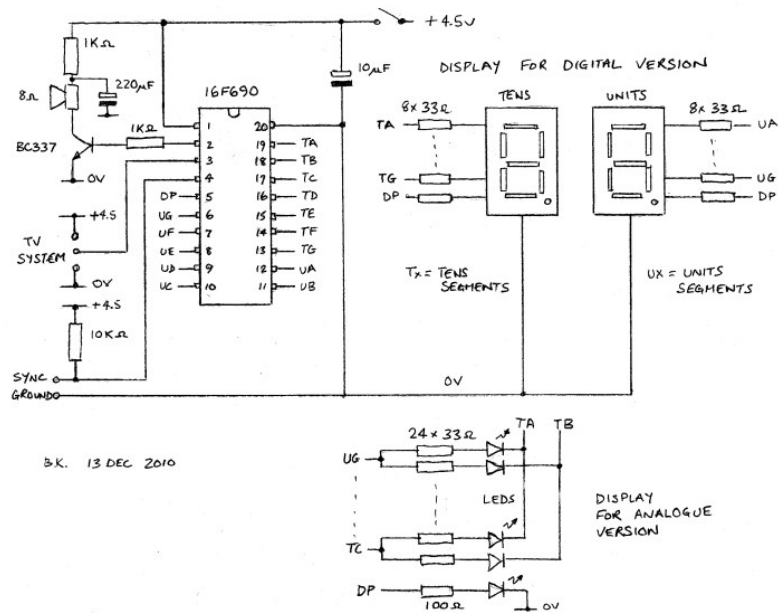 +4.5V
1KΩ
10µF
DISPLAY FOR DIGITAL VERSION
220µF
8Ω
16F690
TENS
UNITS
8x 33Ω
8x 33Ω
TA
UA
1KΩ
BC337
1 20
2 19 TA
3 18 TB
4 17 TC
DP 5 16 TD
UG 6 15 TE
UF 7 14 TF
UE 8 13 TG
UD 9 12 UA
UC 10 11 UB
TG
DP
UG
DP
0V
+4.5
TV
SYSTEM
0V
+4.5
Tx = TENS
SEGMENTS
UX = UNITS
SEGMENTS
10KΩ
SYNC
GROUND
0V
B.K. 13 DEC 2010
24x 33Ω
TA TB
UG
LEDS
DISPLAY
FOR ANALOGUE
VERSION
TC
DP
100Ω
0V